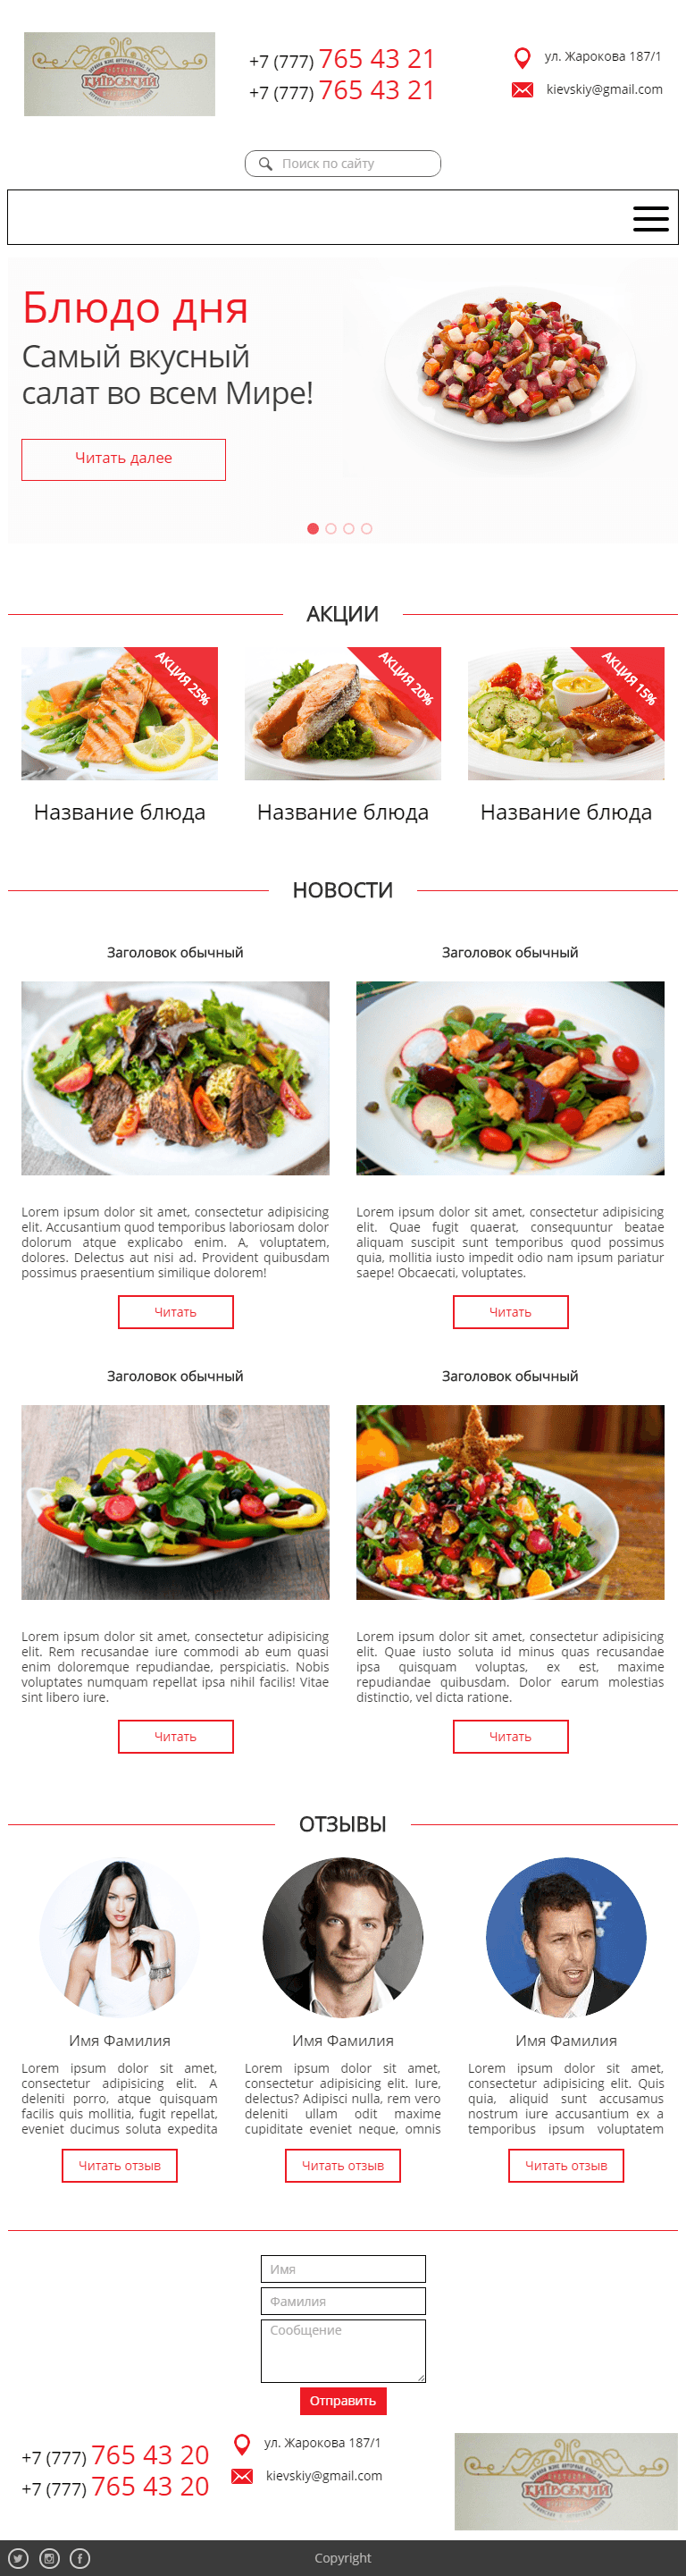 КИЇВСЬКИЙ
+7 (777) 765 43 21
+7 (777) 765 43 21
ул. Жарокова 187/1
kievskiy@gmail.com
Поиск по сайту
Блюдо дня
Самый вкусный
салат во всем Мире!
Читать далее
АКЦИИ
АКЦИЯ 25%
АКЦИЯ 20%
АКЦИЯ 15%
Название блюда
Название блюда
Название блюда
НОВОСТИ
Заголовок обычный
Lorem ipsum dolor sit amet, consectetur adipisicing
elit. Accusantium quod temporibus laboriosam dolor
dolorum atque explicabo enim. A, voluptatem,
dolores. Delectus aut nisi ad. Provident quibusdam
possimus praesentium similique dolorem!
Читать
Заголовок обычный
Lorem ipsum dolor sit amet, consectetur adipisicing
elit. Quae fugit quaerat, consequuntur beatae
aliquam suscipit sunt temporibus quod possimus
quia, mollitia iusto impedit odio nam ipsum pariatur
saepe! Obcaecati, voluptates.
Читать
Заголовок обычный
Lorem ipsum dolor sit amet, consectetur adipisicing
elit. Rem recusandae iure commodi ab eum quasi
enim doloremque repudiandae, perspiciatis. Nobis
voluptates numquam repellat ipsa nihil facilis! Vitae
sint libero iure.
Читать
Заголовок обычный
Lorem ipsum dolor sit amet, consectetur adipisicing
elit. Quae iusto soluta id minus quas recusandae
ipsa quisquam voluptas, ex est, maxime
repudiandae quibusdam. Dolor earum molestias
distinctio, vel dicta ratione.
Читать
ОТЗЫВЫ
Имя Фамилия
Lorem ipsum dolor sit amet,
consectetur adipisicing elit. A
deleniti porro, atque quisquam
facilis quis mollitia, fugit repellat,
eveniet ducimus soluta expedita
Читать отзыв
Имя Фамилия
Lorem ipsum dolor sit amet,
consectetur adipisicing elit. Iure,
delectus? Adipisci nulla, rem vero
deleniti ullam odit maxime
cupiditate eveniet neque, omnis
Читать отзыв
Имя Фамилия
Lorem ipsum dolor sit amet,
consectetur adipisicing elit. Quis
quia, aliquid sunt accusamus
nostrum iure accusantium ex a
temporibus ipsum voluptatem
Читать отзыв
Имя
Фамилия
Сообщение
Отправить
+7 (777) 765 43 20
+7 (777) 765 43 20
ул. Жарокова 187/1
kievskiy@gmail.com
Copyright